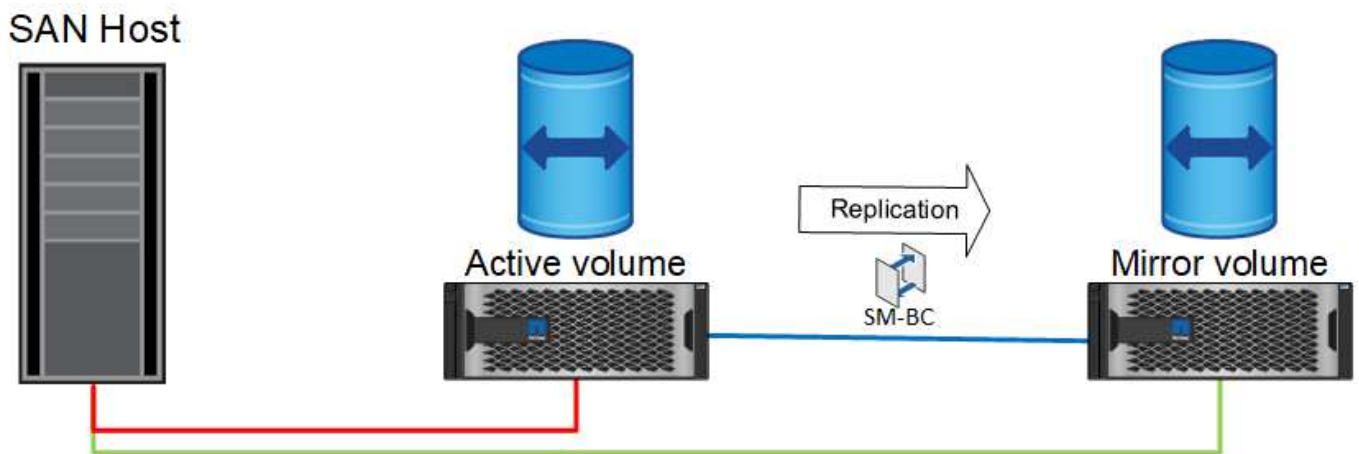 SAN Host
Replication
Active volume
Mirror volume
SM-BC